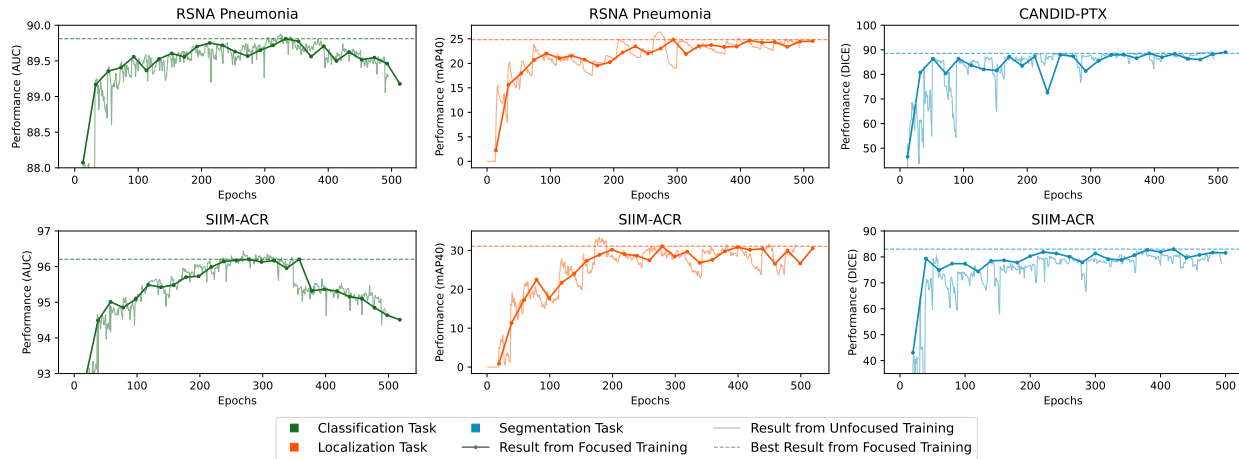 RSNA Pneumonia
Performance (AUC)
90.0
89.5
89.0
88.5
88.0
0 100 200 300 400 500
Epochs
RSNA Pneumonia
Performance (mAP40)
25
20
15
10
5
0
0 100 200 300 400 500
Epochs
CANDID-PTX
Performance (DICE)
100
90
80
70
60
50
0 100 200 300 400 500
Epochs
SIIM-ACR
Performance (AUC)
97
96
95
94
93
0 100 200 300 400 500
Epochs
SIIM-ACR
Performance (mAP40)
30
20
10
0
0 100 200 300 400 500
Epochs
SIIM-ACR
Performance (DICE)
90
80
70
60
50
40
0 100 200 300 400 500
Epochs
Classification Task Segmentation Task Result from Unfocused Training
Localization Task Result from Focused Training Best Result from Focused Training